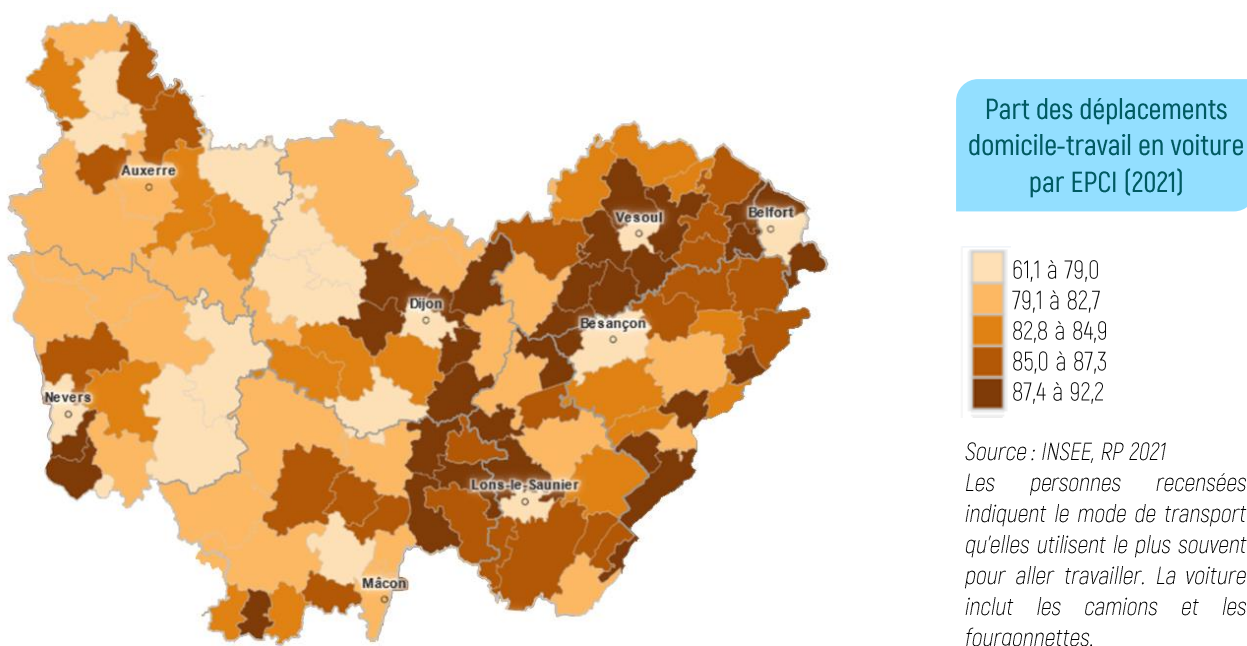 Part des déplacements
domicile-travail en voiture
par EPCI (2021)
Auxerre
Vesoul
Belfort
Dijon
Besançon
Nevers
Lons-le-Saunier
Mâcon
61,1 à 79,0
79,1 à 82,7
82,8 à 84,9
85,0 à 87,3
87,4 à 92,2
Source : INSEE, RP 2021
Les personnes recensées
indiquent le mode de transport
qu'elles utilisent le plus souvent
pour aller travailler. La voiture
inclut les camions et les
fourgonnettes.